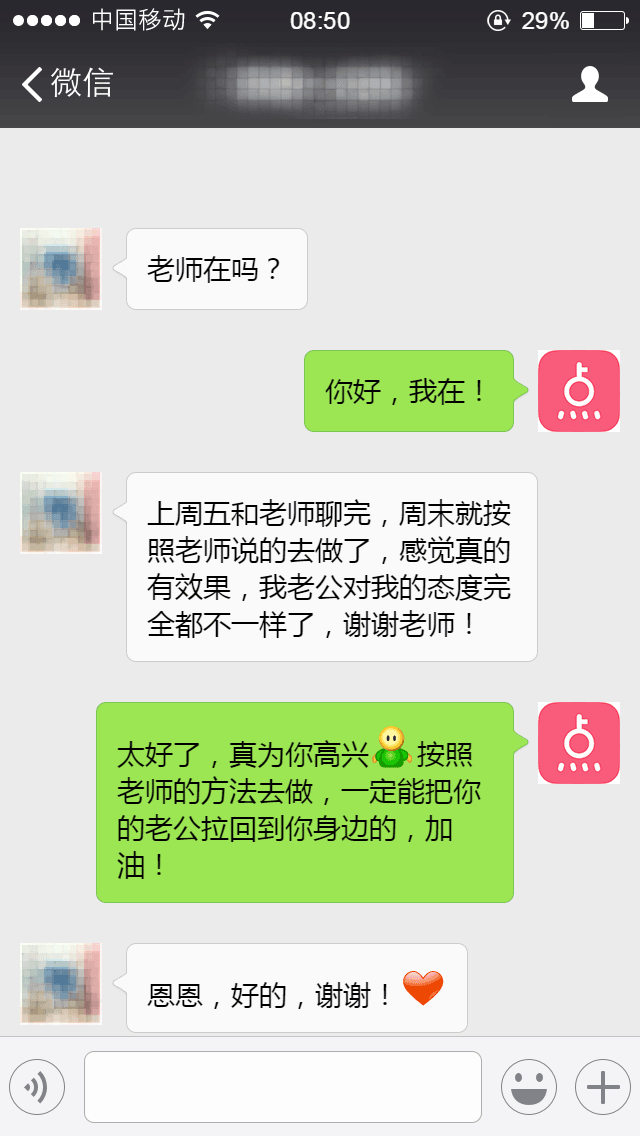 中国移动 08:50 29%
微信
老师在吗？
你好，我在！
上周五和老师聊完，周末就按
照老师说的去做了，感觉真的
有效果，我老公对我的态度完
全都不一样了，谢谢老师！
太好了，真为你高兴按照
老师的方法去做，一定能把你
的老公拉回到你身边的，加
油！
恩恩，好的，谢谢！